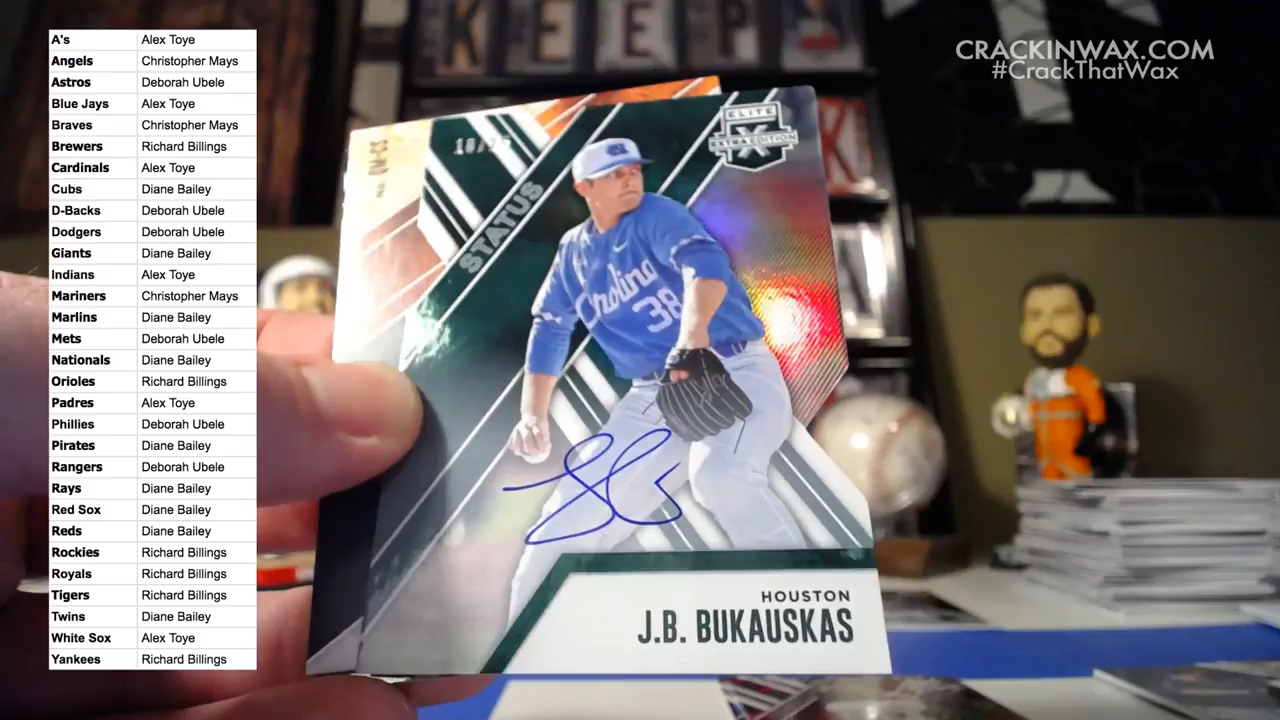 A's Alex Toye
Angels Christopher Mays
Astros Deborah Ubele
Blue Jays Alex Toye
Braves Christopher Mays
Brewers Richard Billings
Cardinals Alex Toye
Cubs Diane Bailey
D-Backs Deborah Ubele
Dodgers Deborah Ubele
Giants Diane Bailey
Indians Alex Toye
Mariners Christopher Mays
Marlins Diane Bailey
Mets Deborah Ubele
Nationals Diane Bailey
Orioles Richard Billings
Padres Alex Toye
Phillies Deborah Ubele
Pirates Diane Bailey
Rangers Deborah Ubele
Rays Diane Bailey
Red Sox Diane Bailey
Reds Diane Bailey
Rockies Richard Billings
Royals Richard Billings
Tigers Richard Billings
Twins Diane Bailey
White Sox Alex Toye
Yankees Richard Billings
KEEP
CRACKINWAX.COM
#CrackThatWax
ELITE
X
EXTRA EDITION
STATUS
Carolina
38
HOUSTON
J.B. BUKAUSKAS